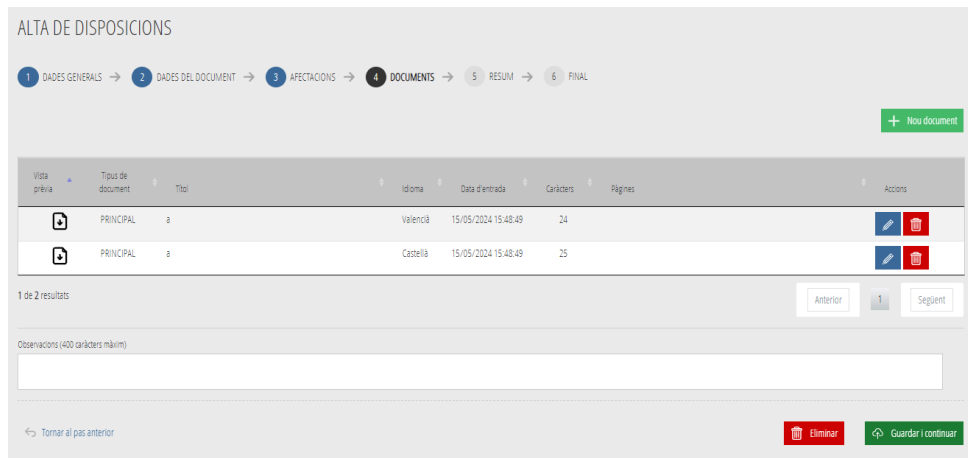 ALTA DE DISPOSICIONS
1 DADES GENERALS → 2 DADES DEL DOCUMENT → 3 AFECTACIONS → 4 DOCUMENTS → 5 RESUM → 6 FINAL
+ Nou document
Vista prèvia Tipus de document Títol Idioma Data d'entrada Caràcters Pàgines Accions
PRINCIPAL a Valencià 15/05/2024 15:48:49 24
PRINCIPAL a Castellà 15/05/2024 15:48:49 25
1 de 2 resultats Anterior 1 Següent
Observacions (400 caràcters màxim)
Tornar al pas anterior Eliminar Guardar i continuar